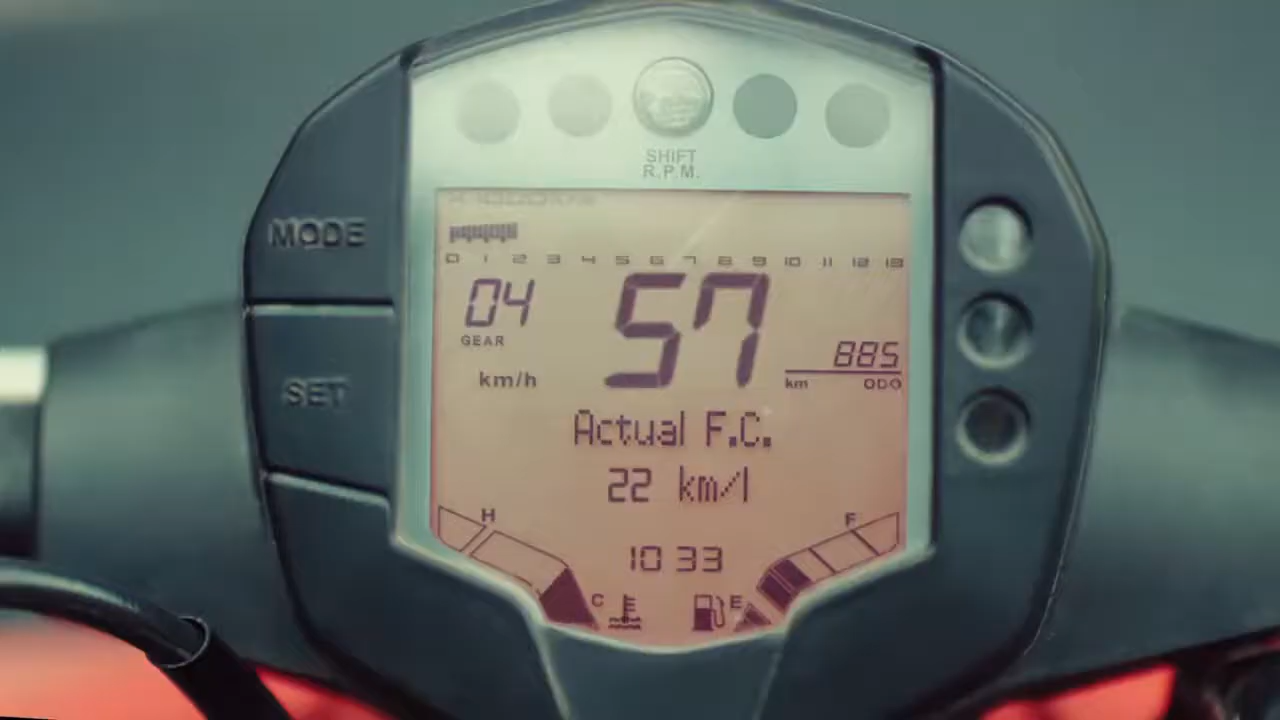 SHIFT
R.P.M.
MODE
0 1 2 3 4 5 6 7 8 9 10 11 12 13
04 57
GEAR
885
km/h
km ODO
SET
Actual F.C.
22 km/l
H F
10 33
C E